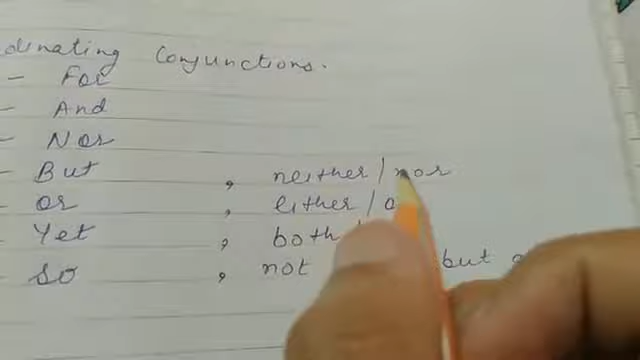 dinating Conjunctions.
- For
- And
- Nor
- But , neither / nor
- or , either / o
- Yet , both
- so , not but a